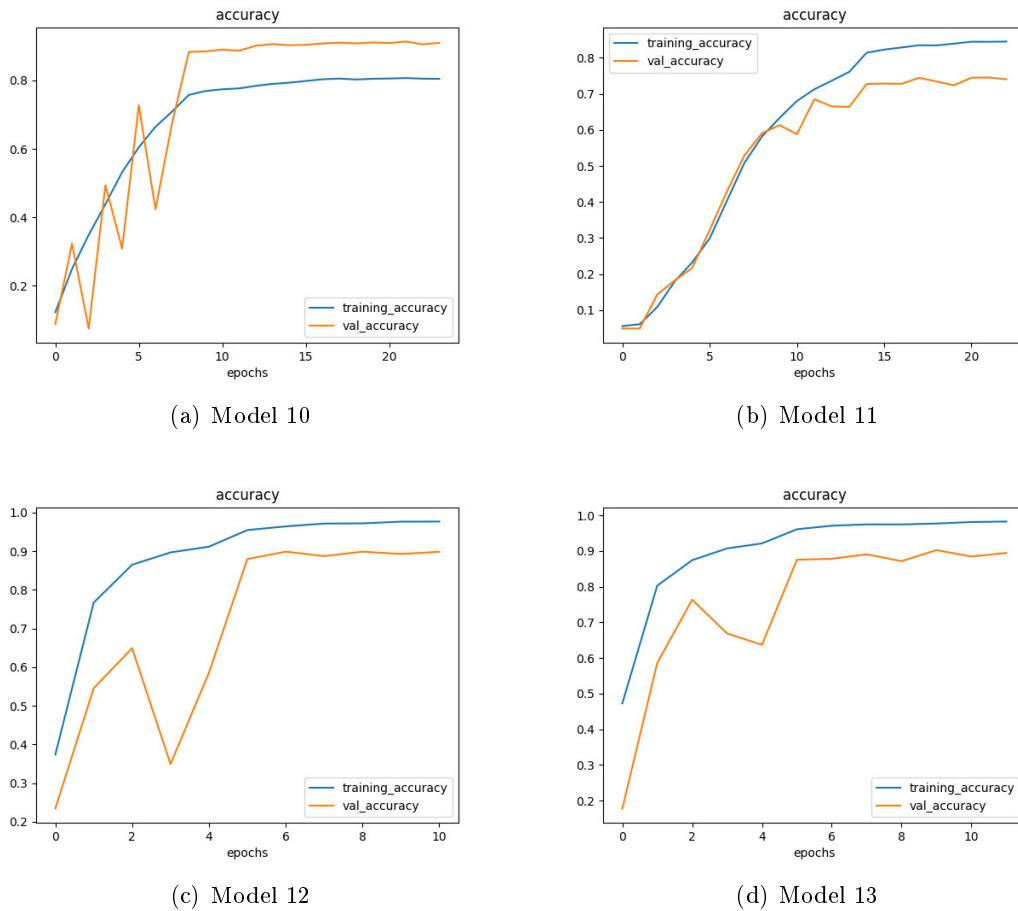 accuracy
0.8
0.6
0.4
0.2
training_accuracy
val_accuracy
0 5 10 15 20
epochs
(a) Model 10
accuracy
training_accuracy
val_accuracy
0.8
0.7
0.6
0.5
0.4
0.3
0.2
0.1
0 5 10 15 20
epochs
(b) Model 11
accuracy
1.0
0.9
0.8
0.7
0.6
0.5
0.4
0.3
0.2
training_accuracy
val_accuracy
0 2 4 6 8 10
epochs
(c) Model 12
accuracy
1.0
0.9
0.8
0.7
0.6
0.5
0.4
0.3
0.2
training_accuracy
val_accuracy
0 2 4 6 8 10
epochs
(d) Model 13